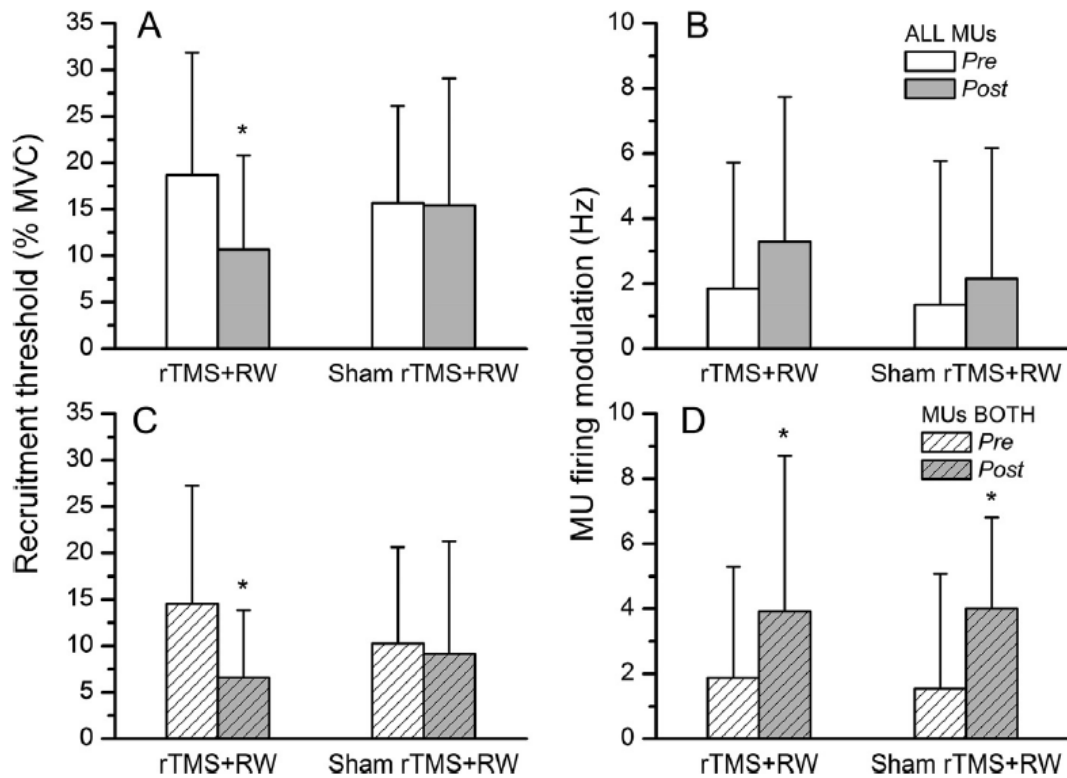 A
35
30
25
20
15
10
5
0
*
rTMS+RW
Sham rTMS+RW
Recruitment threshold (% MVC)
B
10
8
6
4
2
0
ALL MUs
Pre
Post
rTMS+RW
Sham rTMS+RW
MU firing modulation (Hz)
C
35
30
25
20
15
10
5
0
*
rTMS+RW
Sham rTMS+RW
D
10
8
6
4
2
0
MUs BOTH
Pre
Post
*
*
rTMS+RW
Sham rTMS+RW